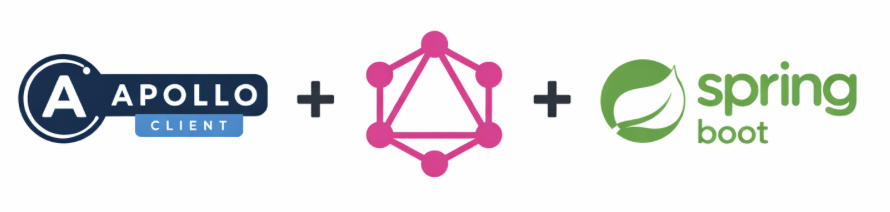 A APOLLO
CLIENT
+
+
spring
boot